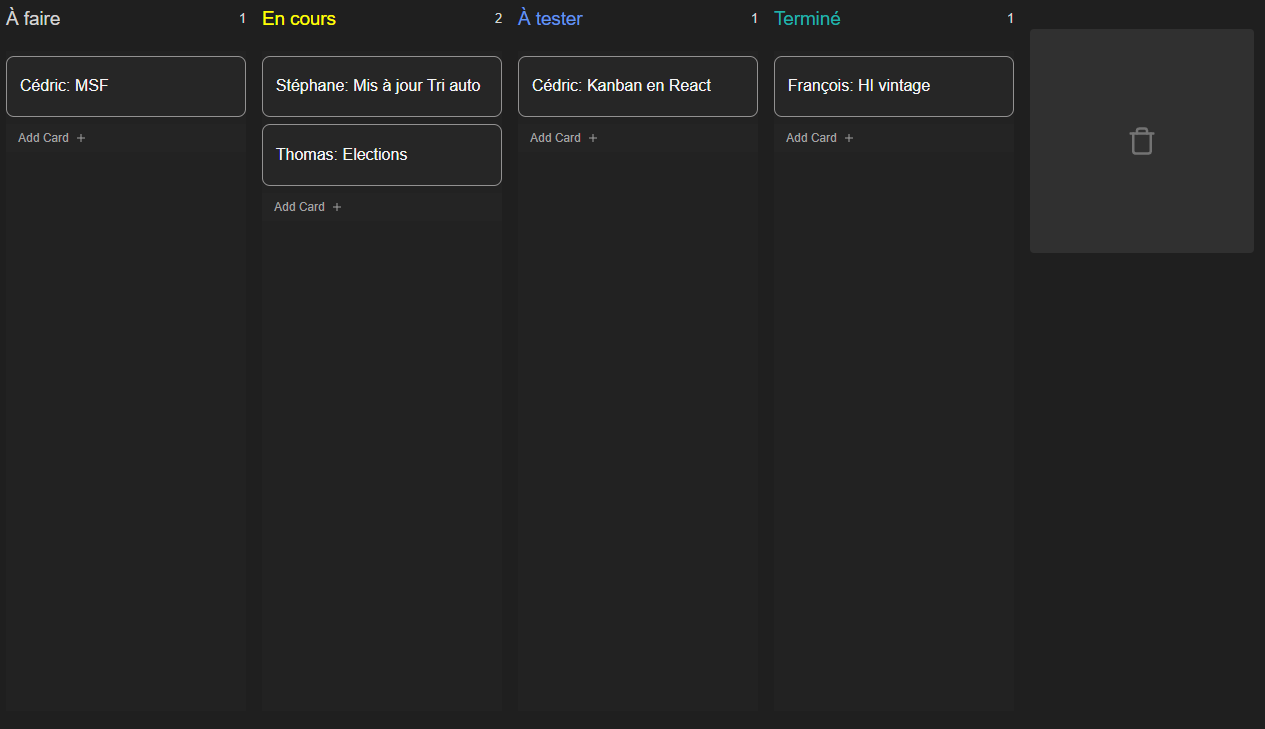 À faire 1
Cédric: MSF
Add Card +
En cours 2
Stéphane: Mis à jour Tri auto
Thomas: Elections
Add Card +
À tester 1
Cédric: Kanban en React
Add Card +
Terminé 1
François: HI vintage
Add Card +